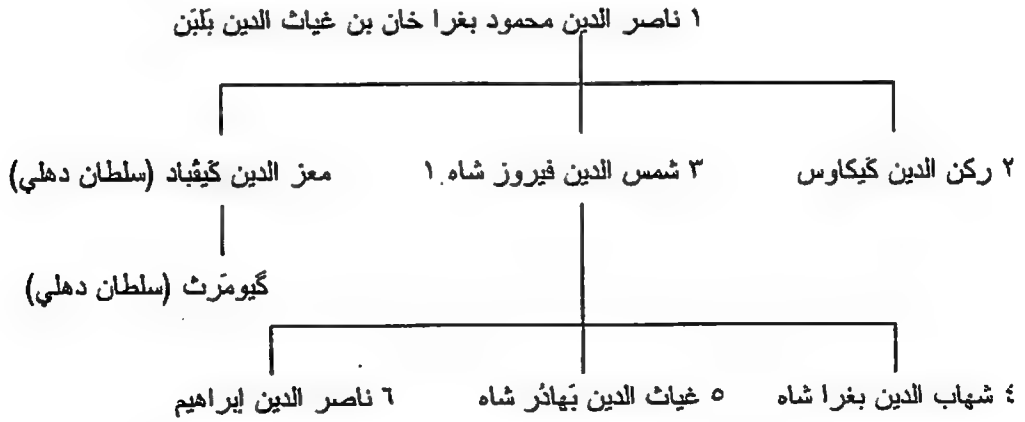 ١ ناصر الدين محمود بغرا خان بن غياث الدين بَلبَن
٢ ركن الدين كَيكاوس ٣ شمس الدين فيروز شاه ١ معز الدين كَيقُباد (سلطان دهلي)
گَيومَرث (سلطان دهلي)
٤ شهاب الدين بغرا شاه ٥ غياث الدين بَهادُر شاه ٦ ناصر الدين إبراهيم